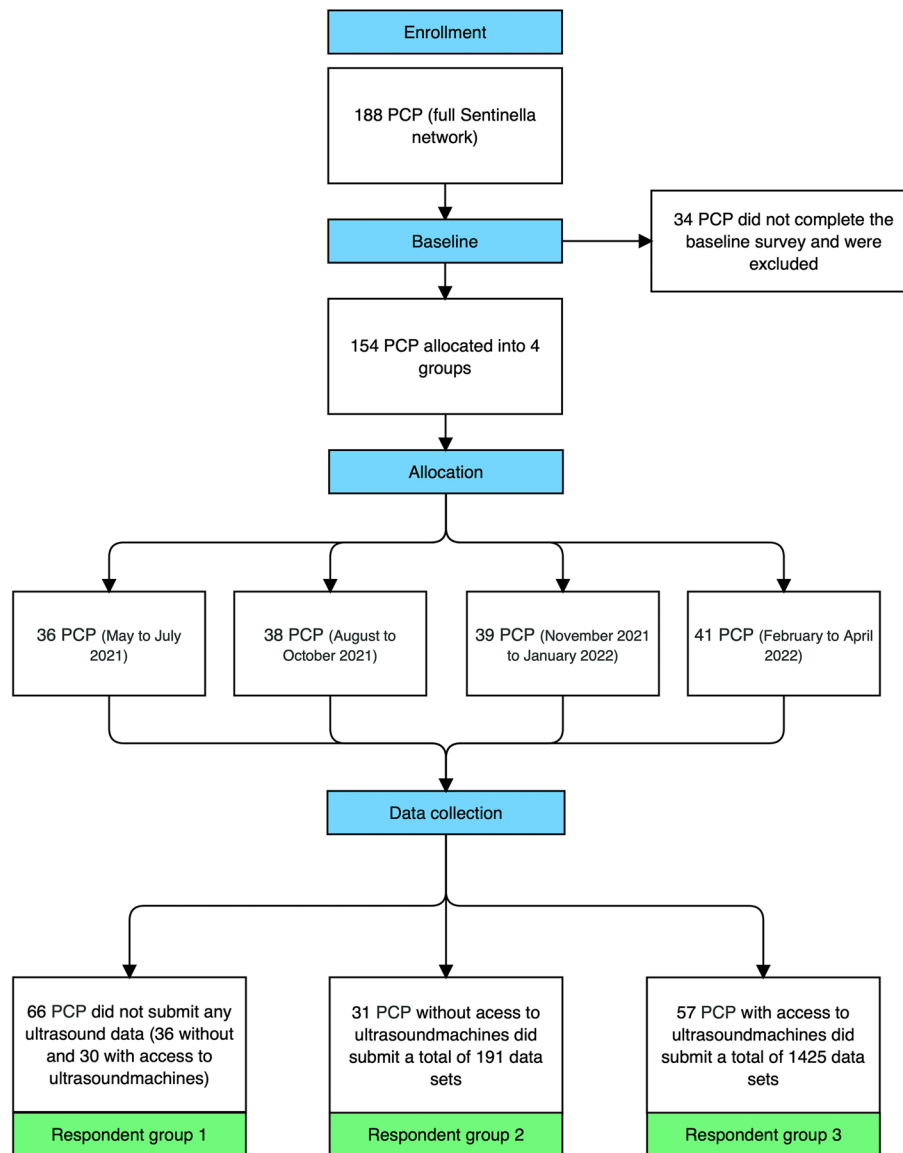 Enrollment
188 PCP (full Sentinella
network)
Baseline
34 PCP did not complete the
baseline survey and were
excluded
154 PCP allocated into 4
groups
Allocation
36 PCP (May to July
2021)
38 PCP (August to
October 2021)
39 PCP (November 2021
to January 2022)
41 PCP (February to April
2022)
Data collection
66 PCP did not submit any
ultrasound data (36 without
and 30 with access to
ultrasoundmachines)
Respondent group 1
31 PCP without acess to
ultrasoundmachines did
submit a total of 191 data
sets
Respondent group 2
57 PCP with access to
ultrasoundmachines did
submit a total of 1425 data
sets
Respondent group 3